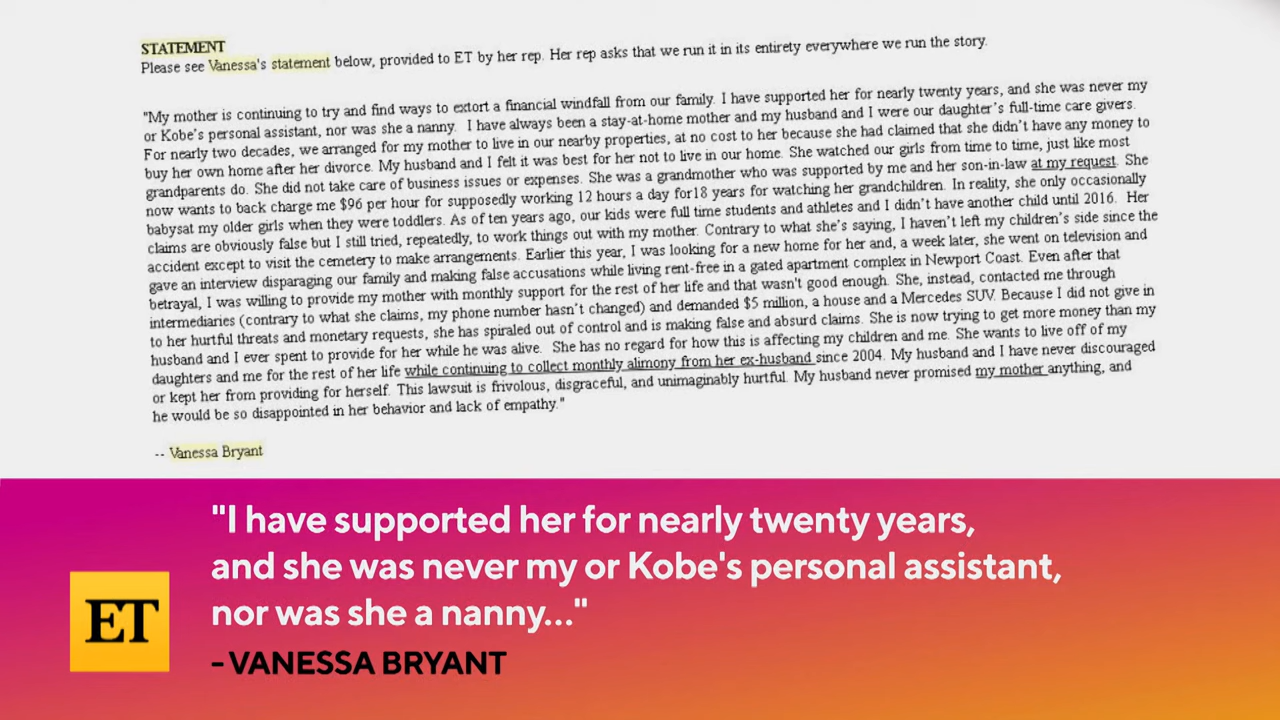 STATEMENT
Please see Vanessa's statement below, provided to ET by her rep. Her rep asks that we run it in its entirety everywhere we run the story.
"My mother is continuing to try and find ways to extort a financial windfall from our family. I have supported her for nearly twenty years, and she was never my
or Kobe's personal assistant, nor was she a nanny. I have always been a stay-at-home mother and my husband and I were our daughter's full-time care givers.
For nearly two decades, we arranged for my mother to live in our nearby properties, at no cost to her because she had claimed that she didn't have any money to
buy her own home after her divorce. My husband and I felt it was best for her not to live in our home. She watched our girls from time to time, just like most
grandparents do. She did not take care of business issues or expenses. She was a grandmother who was supported by me and her son-in-law at my request. She
now wants to back charge me $96 per hour for supposedly working 12 hours a day for18 years for watching her grandchildren. In reality, she only occasionally
babysat my older girls when they were toddlers. As of ten years ago, our kids were full time students and athletes and I didn't have another child until 2016. Her
claims are obviously false but I still tried, repeatedly, to work things out with my mother. Contrary to what she's saying, I haven't left my children's side since the
accident except to visit the cemetery to make arrangements. Earlier this year, I was looking for a new home for her and, a week later, she went on television and
gave an interview disparaging our family and making false accusations while living rent-free in a gated apartment complex in Newport Coast. Even after that
betrayal, I was willing to provide my mother with monthly support for the rest of her life and that wasn't good enough. She, instead, contacted me through
intermediaries (contrary to what she claims, my phone number hasn't changed) and demanded $5 million, a house and a Mercedes SUV. Because I did not give in
to her hurtful threats and monetary requests, she has spiraled out of control and is making false and absurd claims. She is now trying to get more money than my
husband and I ever spent to provide for her while he was alive. She has no regard for how this is affecting my children and me. She wants to live off of my
daughters and me for the rest of her life while continuing to collect monthly alimony from her ex-husband since 2004. My husband and I have never discouraged
or kept her from providing for herself. This lawsuit is frivolous, disgraceful, and unimaginably hurtful. My husband never promised my mother anything, and
he would be so disappointed in her behavior and lack of empathy."
-- Vanessa Bryant
"I have supported her for nearly twenty years,
and she was never my or Kobe's personal assistant,
nor was she a nanny..."
ET
- VANESSA BRYANT